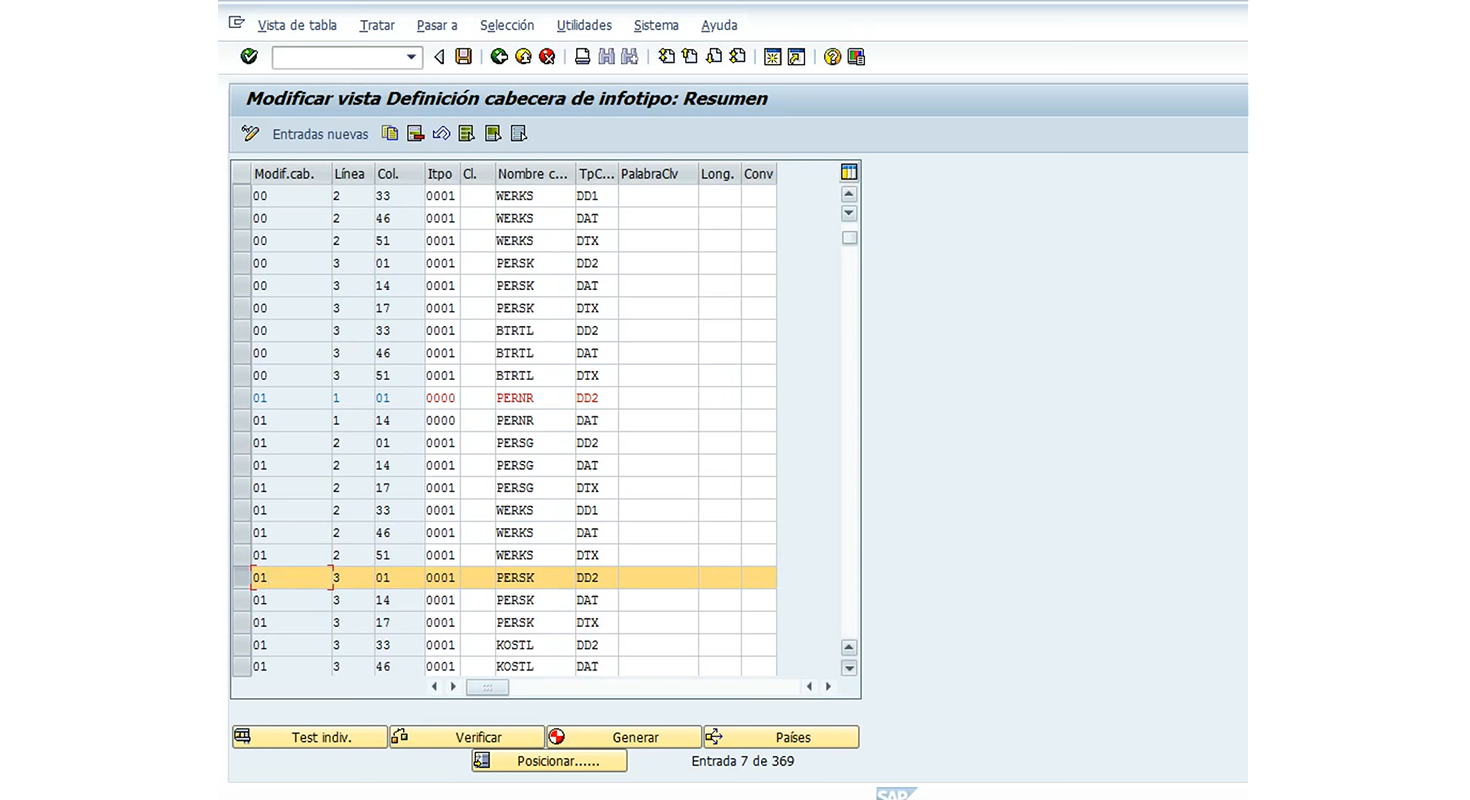 Vista de tabla Tratar Pasar a Selección Utilidades Sistema Ayuda
Modificar vista Definición cabecera de infotipo: Resumen
Entradas nuevas
Modif.cab. Línea Col. Itpo Cl. Nombre c... TpC... PalabraClv Long. Conv
00 2 33 0001 WERKS DD1
00 2 46 0001 WERKS DAT
00 2 51 0001 WERKS DTX
00 3 01 0001 PERSK DD2
00 3 14 0001 PERSK DAT
00 3 17 0001 PERSK DTX
00 3 33 0001 BTRTL DD2
00 3 46 0001 BTRTL DAT
00 3 51 0001 BTRTL DTX
01 1 01 0000 PERNR DD2
01 1 14 0000 PERNR DAT
01 2 01 0001 PERSG DD2
01 2 14 0001 PERSG DAT
01 2 17 0001 PERSG DTX
01 2 33 0001 WERKS DD1
01 2 46 0001 WERKS DAT
01 2 51 0001 WERKS DTX
01 3 01 0001 PERSK DD2
01 3 14 0001 PERSK DAT
01 3 17 0001 PERSK DTX
01 3 33 0001 KOSTL DD2
01 3 46 0001 KOSTL DAT
Test indiv. Verificar Generar Países
Posicionar...... Entrada 7 de 369
SAP